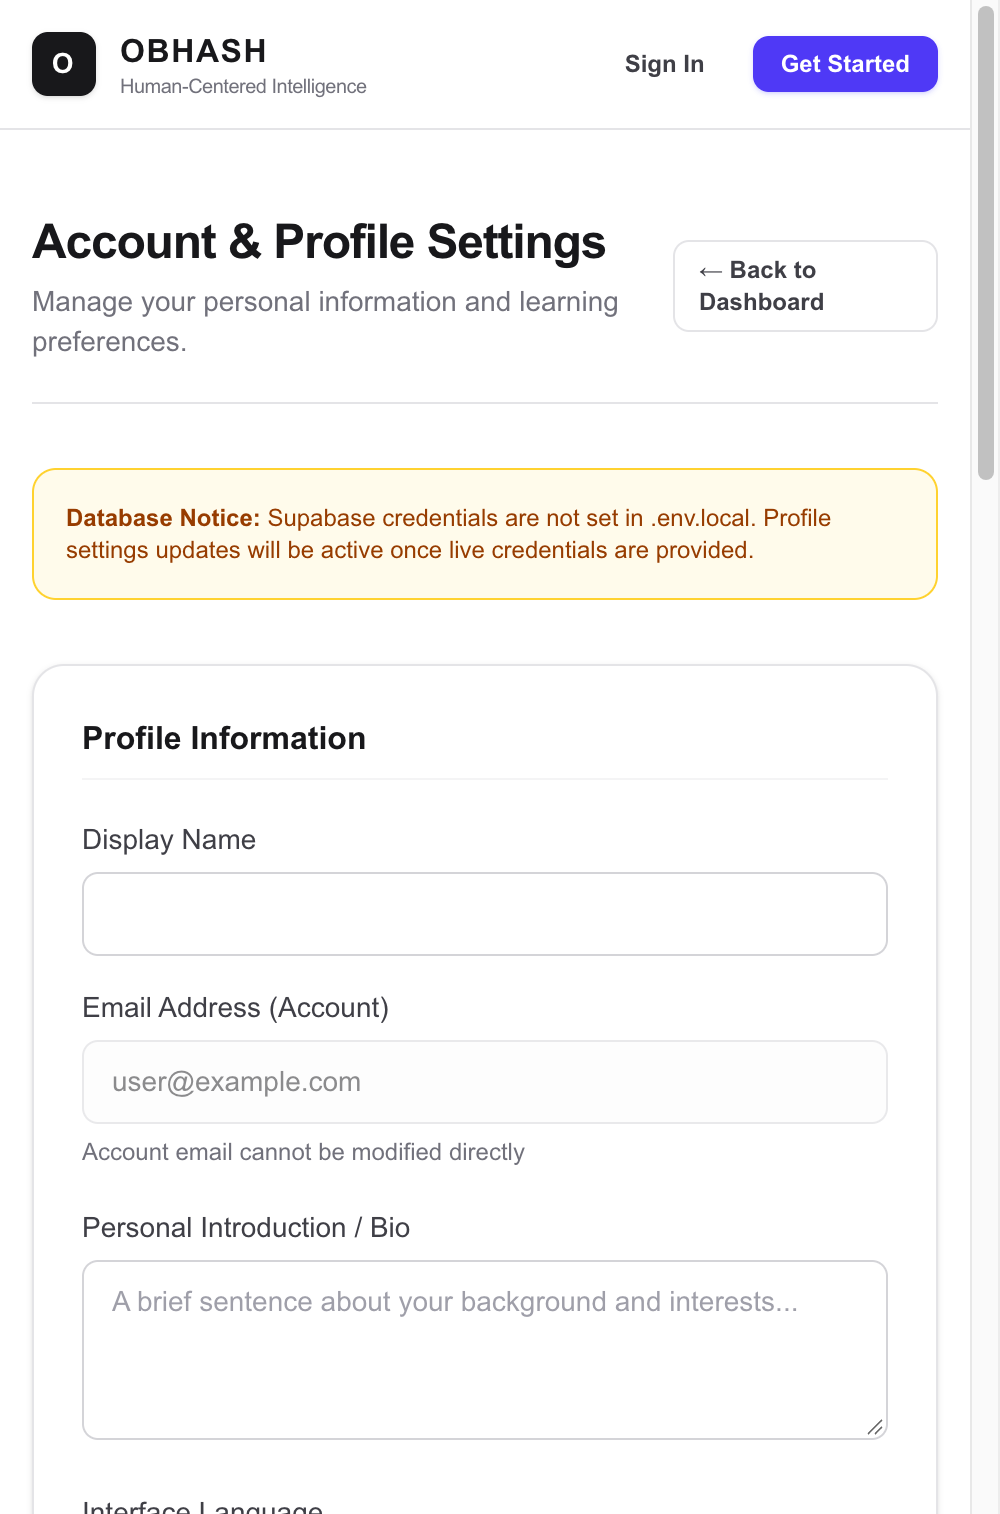 O
OBHASH
Human-Centered Intelligence
Sign In
Get Started
Account & Profile Settings
Manage your personal information and learning
preferences.
← Back to
Dashboard
Database Notice: Supabase credentials are not set in .env.local. Profile
settings updates will be active once live credentials are provided.
Profile Information
Display Name
Email Address (Account)
user@example.com
Account email cannot be modified directly
Personal Introduction / Bio
A brief sentence about your background and interests...
Interface Language